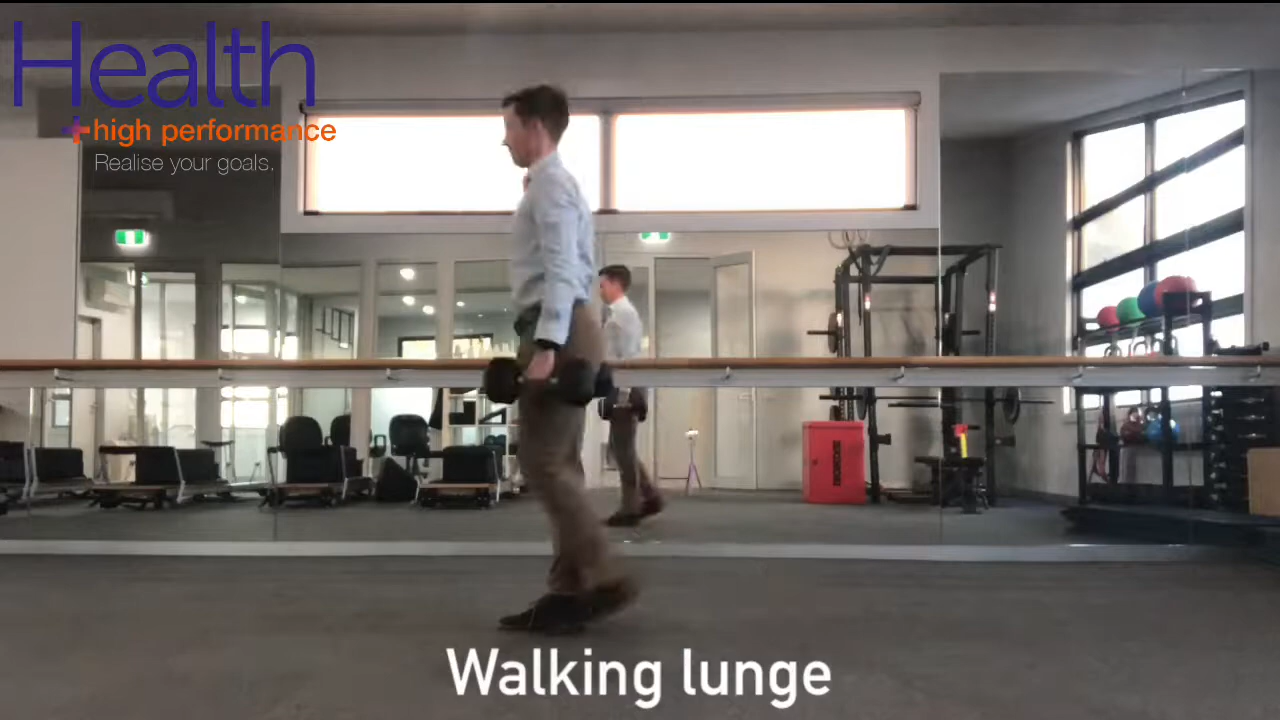 Health
+high performance
Realise your goals.
Walking lunge